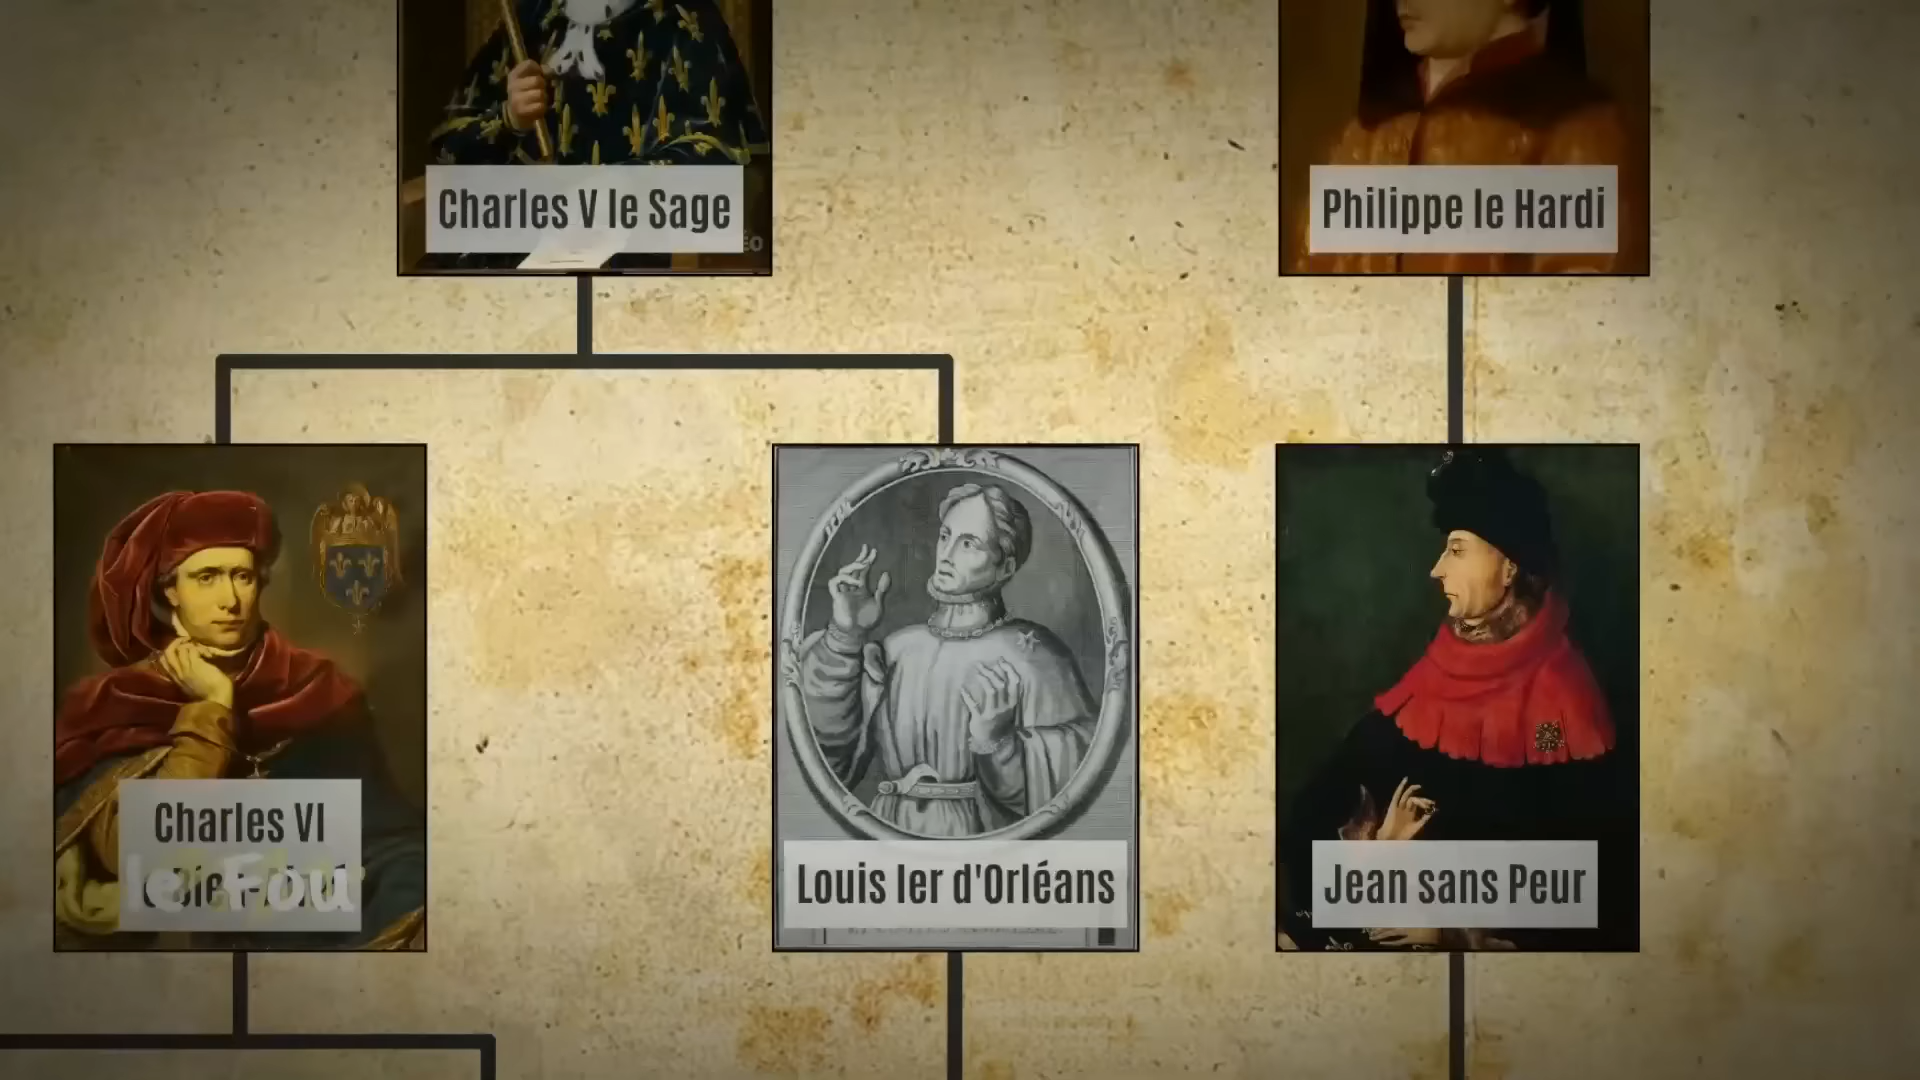 Charles V le Sage
Philippe le Hardi
Charles VI
le Fou
Louis Ier d'Orléans
Jean sans Peur